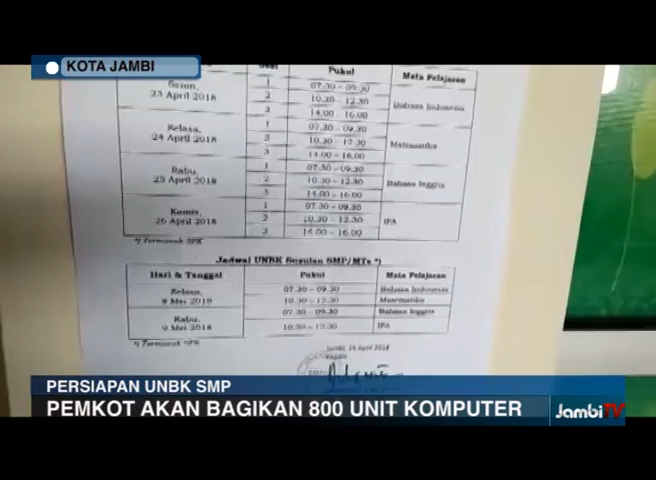 KOTA JAMBI
Sesi Pukul Mata Pelajaran
Senin, 23 April 2018
1 07.30 - 09.30
2 10.30 - 12.30 Bahasa Indonesia
3 14.00 - 16.00
Selasa, 24 April 2018
1 07.30 - 09.30
2 10.30 - 12.30 Matematika
3 14.00 - 16.00
Rabu, 25 April 2018
1 07.30 - 09.30
2 10.30 - 12.30 Bahasa Inggris
3 14.00 - 16.00
Kamis, 26 April 2018
1 07.30 - 09.30
2 10.30 - 12.30 IPA
3 14.00 - 16.00
*) Termasuk
Jadwal UNBK Susulan SMP/MTs *)
Hari & Tanggal Pukul Mata Pelajaran
Selasa, 8 Mei 2018
07.30 - 09.30 Bahasa Indonesia
10.30 - 12.30 Matematika
Rabu, 9 Mei 2018
07.30 - 09.30 Bahasa Inggris
10.30 - 12.30 IPA
*) Termasuk
Jambi, April 2018
Kepala
PERSIAPAN UNBK SMP
PEMKOT AKAN BAGIKAN 800 UNIT KOMPUTER
JambiTV